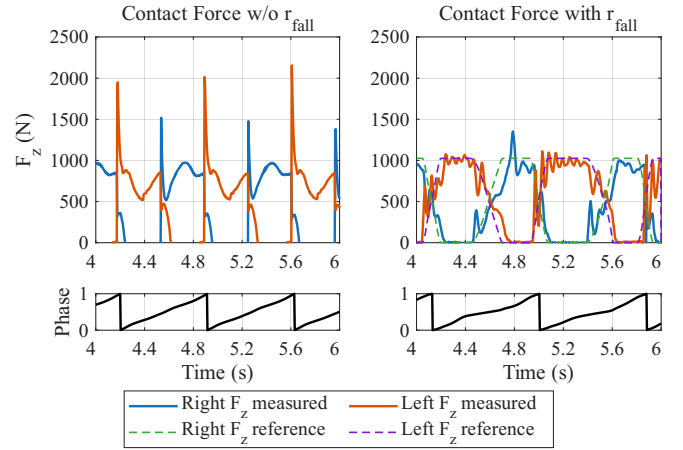 Contact Force w/o r_fall
Contact Force with r_fall
F_z (N)
2500
2000
1500
1000
500
0
4 4.4 4.8 5.2 5.6 6
2500
2000
1500
1000
500
0
4 4.4 4.8 5.2 5.6 6
Phase
1
0
4 4.4 4.8 5.2 5.6 6
Time (s)
1
0
4 4.4 4.8 5.2 5.6 6
Time (s)
Right F_z measured
Left F_z measured
Right F_z reference
Left F_z reference